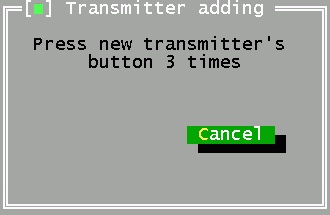 [■] Transmitter adding
Press new transmitter's
button 3 times
Cancel